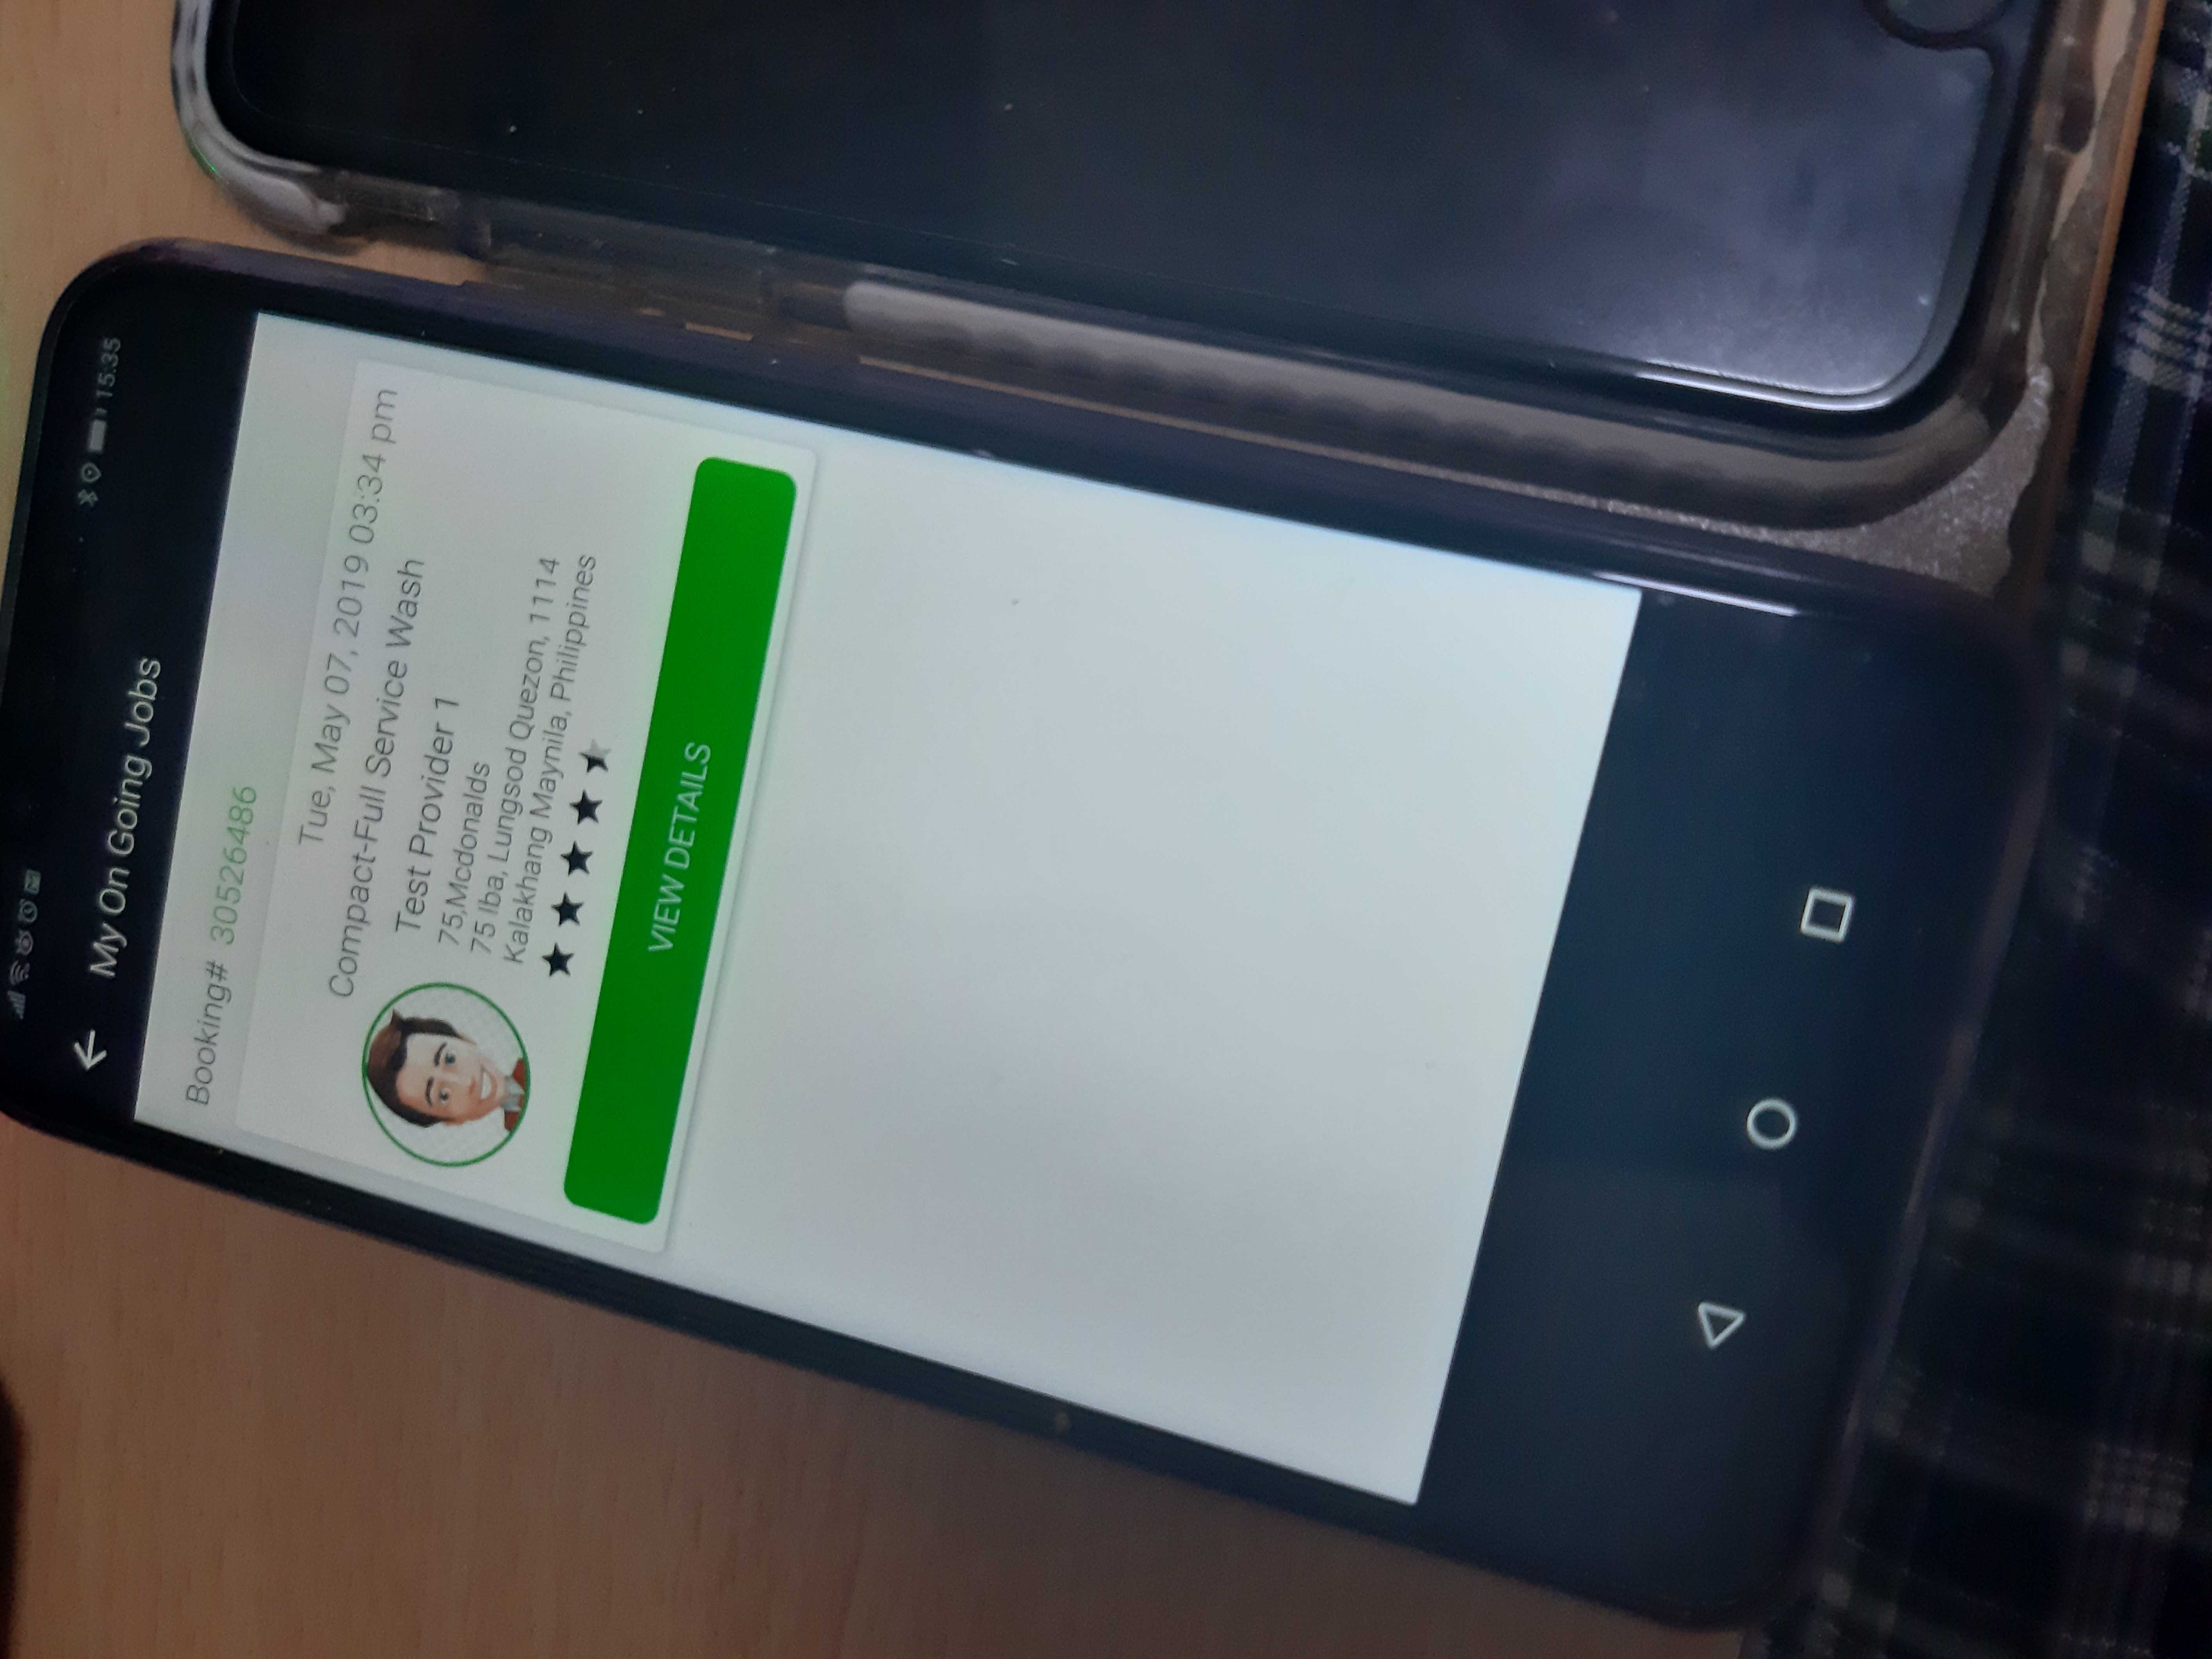 15:35
My On Going Jobs
Booking# 30526486
Tue, May 07, 2019 03:34 pm
Compact-Full Service Wash
Test Provider 1
75,Mcdonalds
75 Iba, Lungsod Quezon, 1114
Kalakhang Maynila, Philippines
VIEW DETAILS